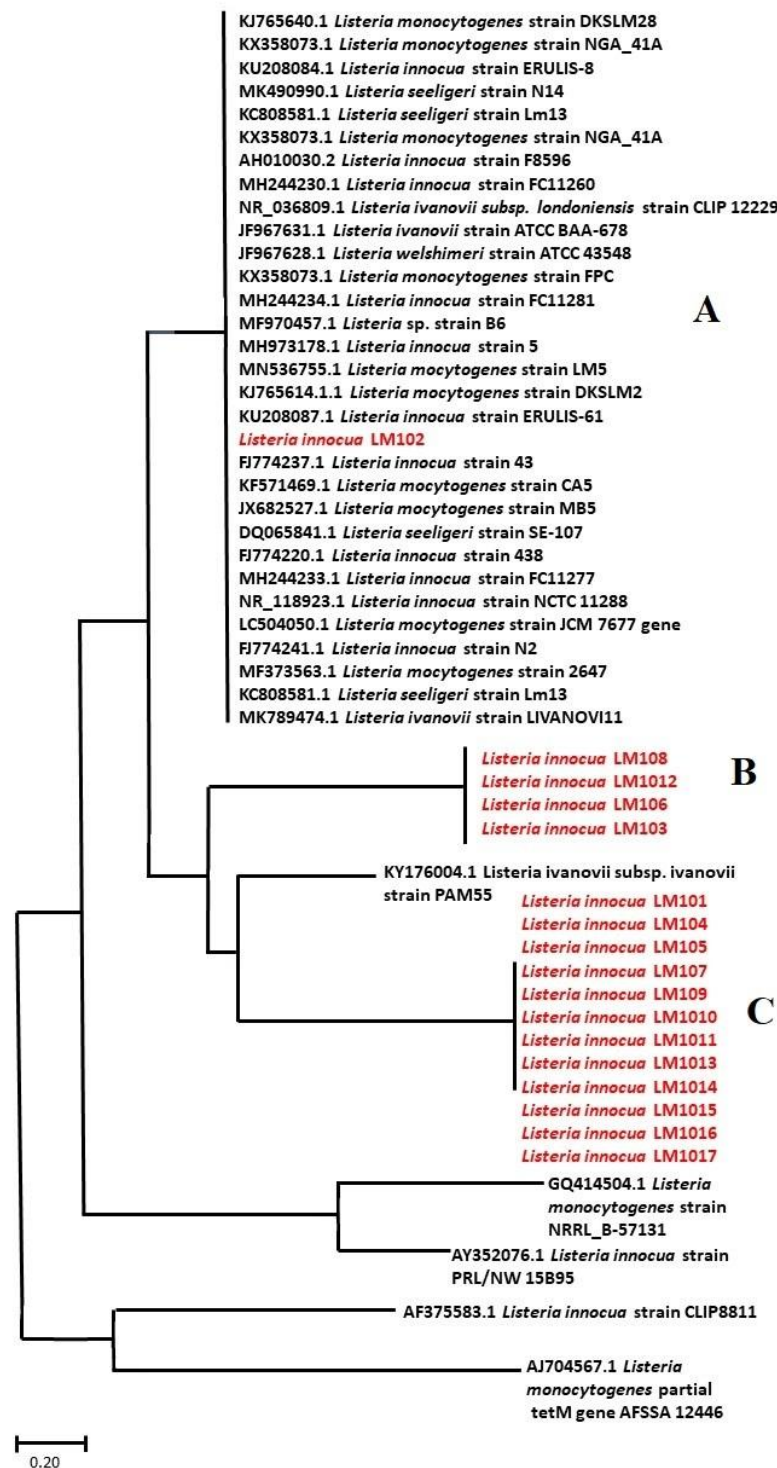 KJ765640.1 Listeria monocytogenes strain DKSLM28
KX358073.1 Listeria monocytogenes strain NGA_41A
KU208084.1 Listeria innocua strain ERULIS-8
MK490990.1 Listeria seeligeri strain N14
KC808581.1 Listeria seeligeri strain Lm13
KX358073.1 Listeria monocytogenes strain NGA_41A
AH010030.2 Listeria innocua strain F8596
MH244230.1 Listeria innocua strain FC11260
NR_036809.1 Listeria ivanovii subsp. londoniensis strain CLIP 12229
JF967631.1 Listeria ivanovii strain ATCC BAA-678
JF967628.1 Listeria welshimeri strain ATCC 43548
KX358073.1 Listeria monocytogenes strain FPC
MH244234.1 Listeria innocua strain FC11281
A
MF970457.1 Listeria sp. strain B6
MH973178.1 Listeria innocua strain 5
MN536755.1 Listeria mocytogenes strain LM5
KJ765614.1.1 Listeria mocytogenes strain DKSLM2
KU208087.1 Listeria innocua strain ERULIS-61
Listeria innocua LM102
FJ774237.1 Listeria innocua strain 43
KF571469.1 Listeria mocytogenes strain CA5
JX682527.1 Listeria mocytogenes strain MB5
DQ065841.1 Listeria seeligeri strain SE-107
FJ774220.1 Listeria innocua strain 438
MH244233.1 Listeria innocua strain FC11277
NR_118923.1 Listeria innocua strain NCTC 11288
LC504050.1 Listeria mocytogenes strain JCM 7677 gene
FJ774241.1 Listeria innocua strain N2
MF373563.1 Listeria mocytogenes strain 2647
KC808581.1 Listeria seeligeri strain Lm13
MK789474.1 Listeria ivanovii strain LIVANOVI11
Listeria innocua LM108
B
Listeria innocua LM1012
Listeria innocua LM106
Listeria innocua LM103
KY176004.1 Listeria ivanovii subsp. ivanovii
strain PAM55
Listeria innocua LM101
Listeria innocua LM104
Listeria innocua LM105
Listeria innocua LM107
Listeria innocua LM109
Listeria innocua LM1010
C
Listeria innocua LM1011
Listeria innocua LM1013
Listeria innocua LM1014
Listeria innocua LM1015
Listeria innocua LM1016
Listeria innocua LM1017
GQ414504.1 Listeria
monocytogenes strain
NRRL_B-57131
AY352076.1 Listeria innocua strain
PRL/NW 15B95
AF375583.1 Listeria innocua strain CLIP8811
AJ704567.1 Listeria
monocytogenes partial
tetM gene AFSSA 12446
0.20